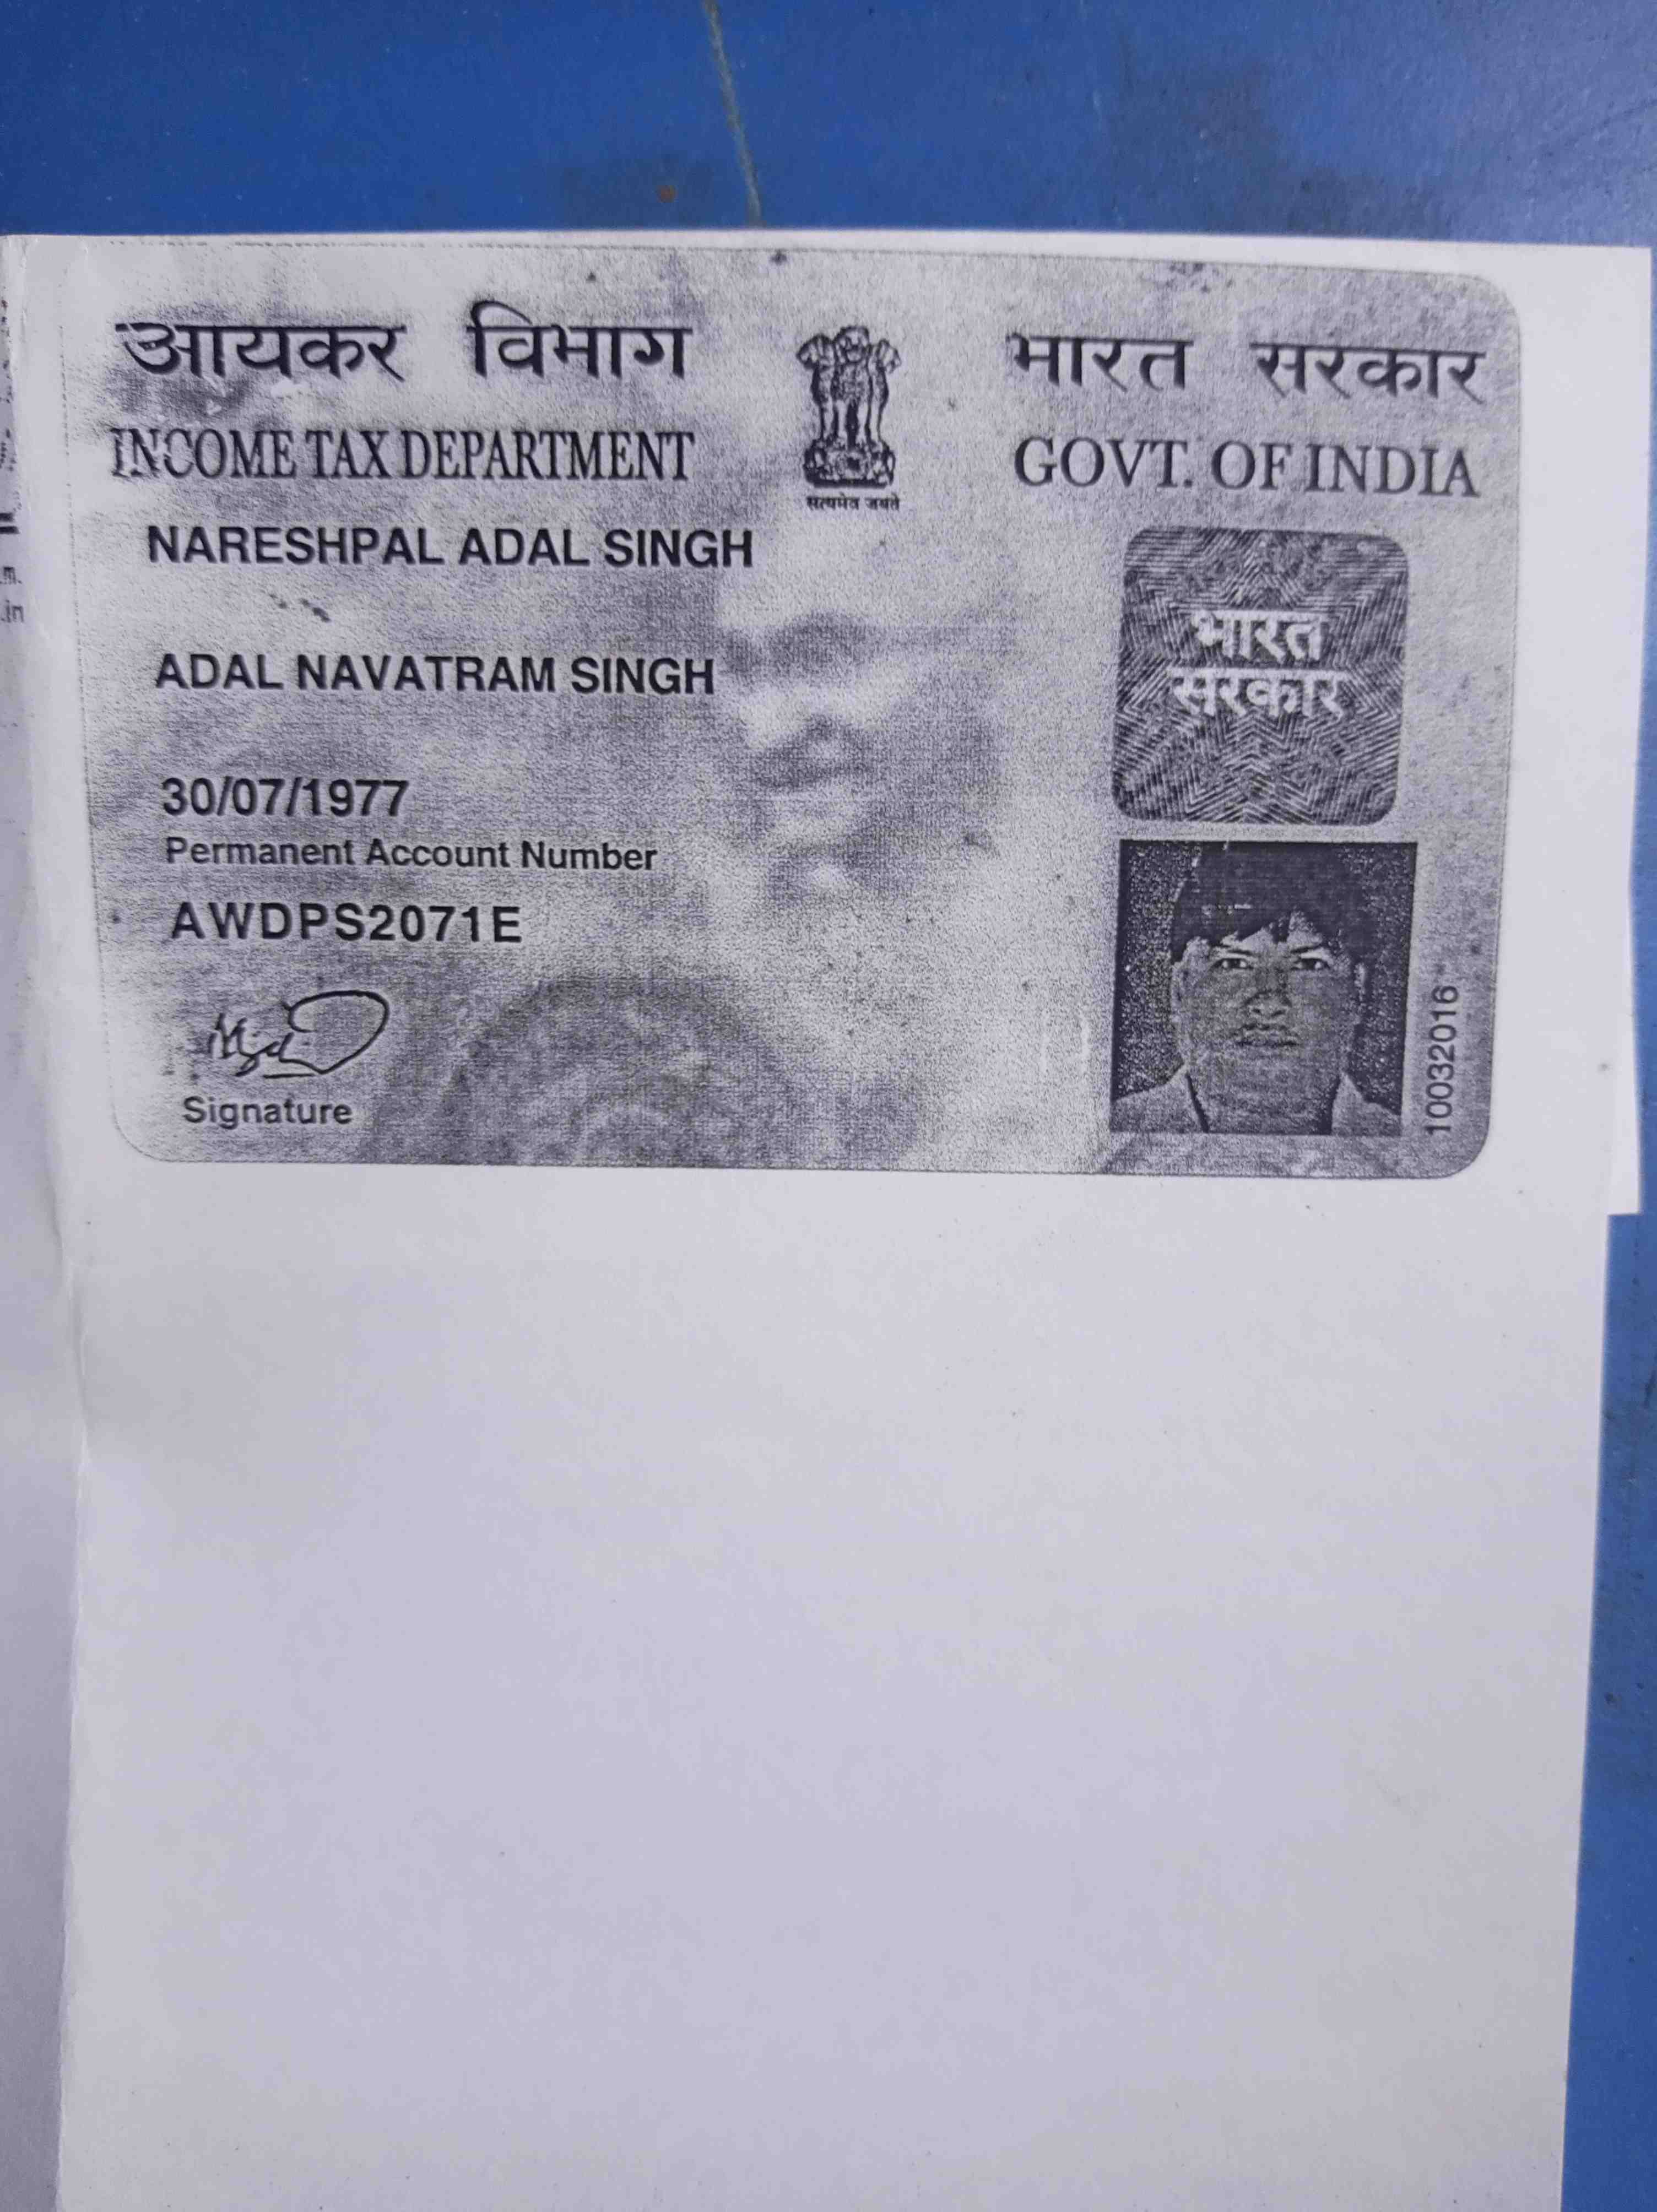 आयकर विभाग
INCOME TAX DEPARTMENT
सत्यमेव जयते
भारत सरकार
GOVT. OF INDIA
NARESHPAL ADAL SINGH
ADAL NAVATRAM SINGH
30/07/1977
Permanent Account Number
AWDPS2071E
Signature
भारत
सरकार
10032016
m.
.in